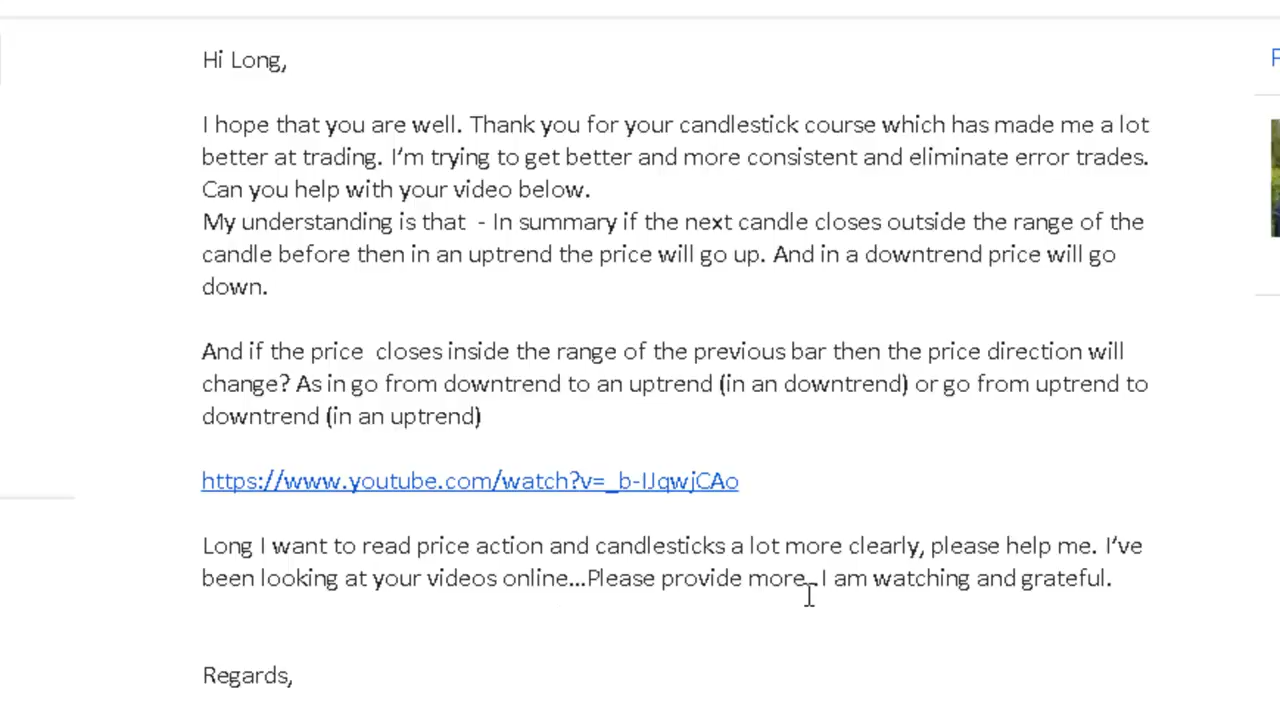 Hi Long,
I hope that you are well. Thank you for your candlestick course which has made me a lot
better at trading. I'm trying to get better and more consistent and eliminate error trades.
Can you help with your video below.
My understanding is that  - In summary if the next candle closes outside the range of the
candle before then in an uptrend the price will go up. And in a downtrend price will go
down.
And if the price  closes inside the range of the previous bar then the price direction will
change? As in go from downtrend to an uptrend (in an downtrend) or go from uptrend to
downtrend (in an uptrend)
https://www.youtube.com/watch?v=_b-IJqwjCAo
Long I want to read price action and candlesticks a lot more clearly, please help me. I've
been looking at your videos online...Please provide more...I am watching and grateful.
Regards,